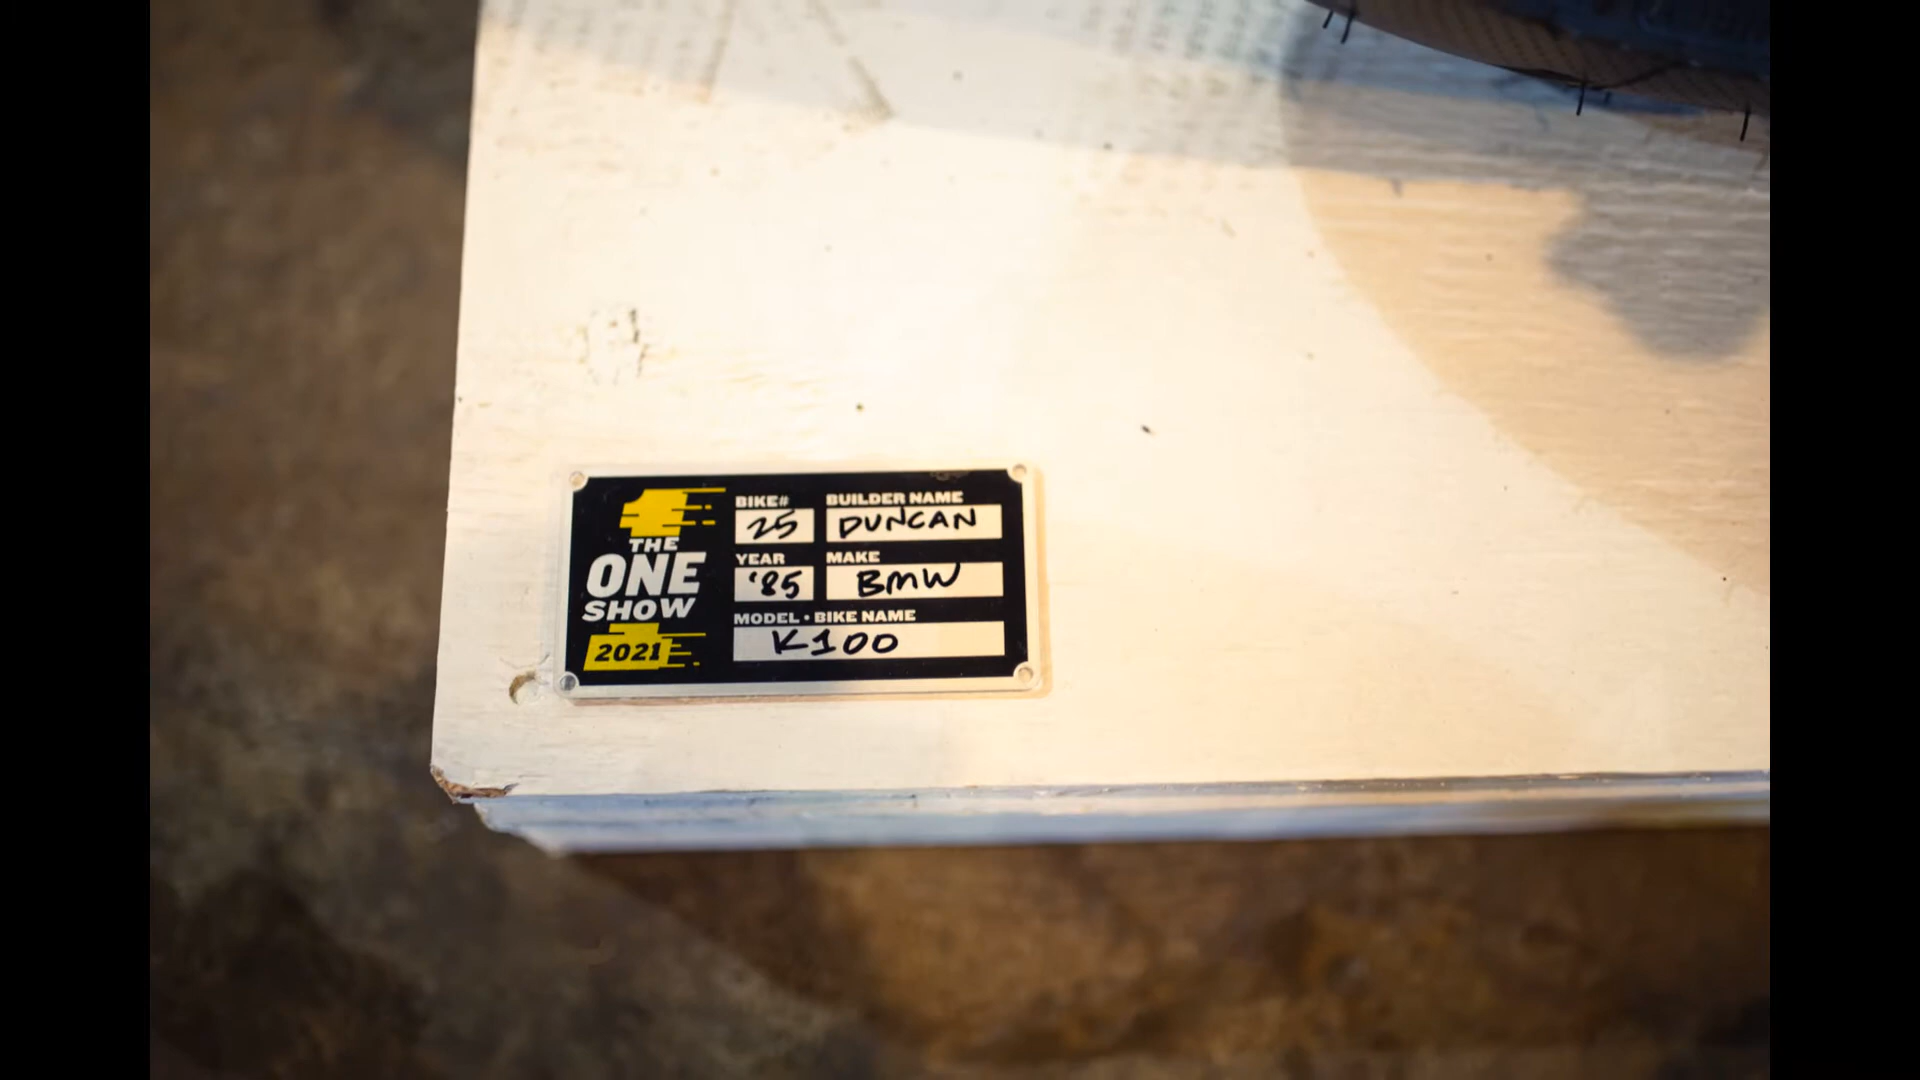 THE
ONE
SHOW
2021
BIKE# BUILDER NAME
25 DUNCAN
YEAR MAKE
'85 BMW
MODEL • BIKE NAME
K100